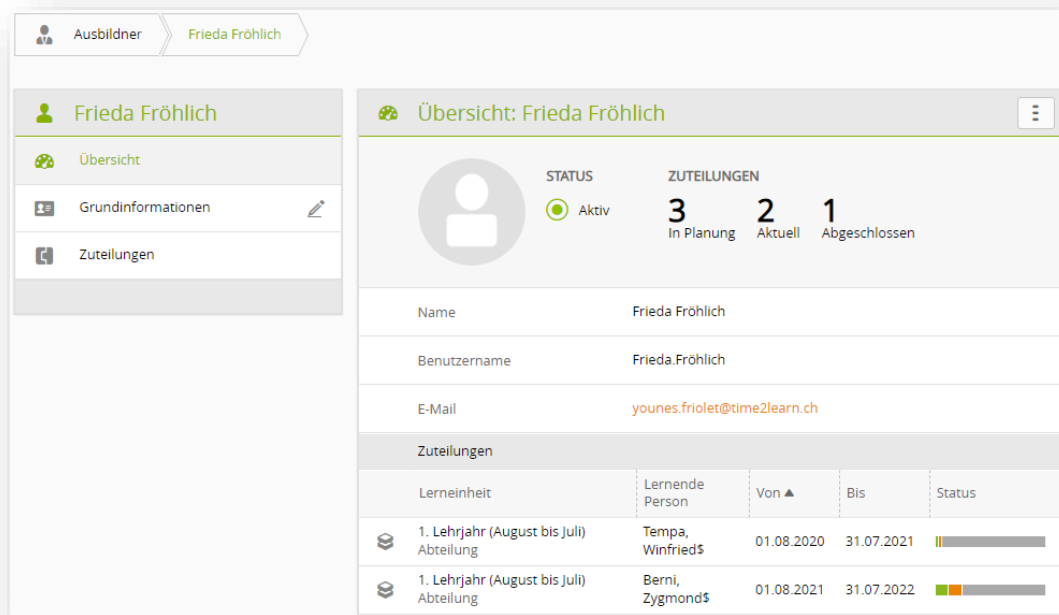 Ausbildner
Frieda Fröhlich
Frieda Fröhlich
Übersicht
Grundinformationen
Zuteilungen
Übersicht: Frieda Fröhlich
STATUS
Aktiv
ZUTEILUNGEN
3 In Planung
2 Aktuell
1 Abgeschlossen
Name Frieda Fröhlich
Benutzername Frieda.Fröhlich
E-Mail younes.friolet@time2learn.ch
Zuteilungen
Lerneinheit Lernende Person Von ▲ Bis Status
1. Lehrjahr (August bis Juli) Tempa, 01.08.2020 31.07.2021
Abteilung Winfried$
1. Lehrjahr (August bis Juli) Berni, 01.08.2021 31.07.2022
Abteilung Zygmond$